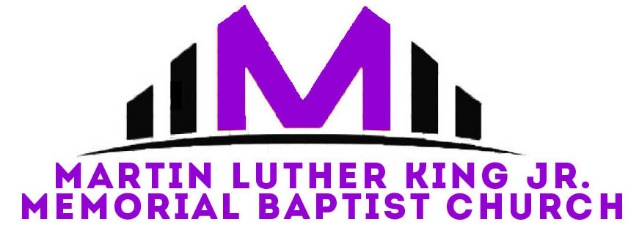 M
MARTIN LUTHER KING JR.
MEMORIAL BAPTIST CHURCH